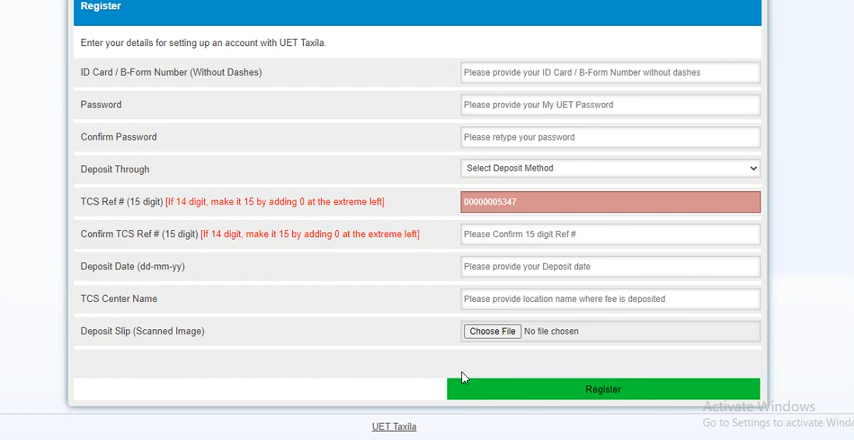 Register
Enter your details for setting up an account with UET Taxila.
ID Card / B-Form Number (Without Dashes) Please provide your ID Card / B-Form Number without dashes
Password Please provide your My UET Password
Confirm Password Please retype your password
Deposit Through Select Deposit Method
TCS Ref # (15 digit) [If 14 digit, make it 15 by adding 0 at the extreme left] 00000005347
Confirm TCS Ref # (15 digit) [If 14 digit, make it 15 by adding 0 at the extreme left] Please Confirm 15 digit Ref #
Deposit Date (dd-mm-yy) Please provide your Deposit date
TCS Center Name Please provide location name where fee is deposited
Deposit Slip (Scanned Image) Choose File No file chosen
Register
Activate Windows
Go to Settings to activate Windo
UET Taxila